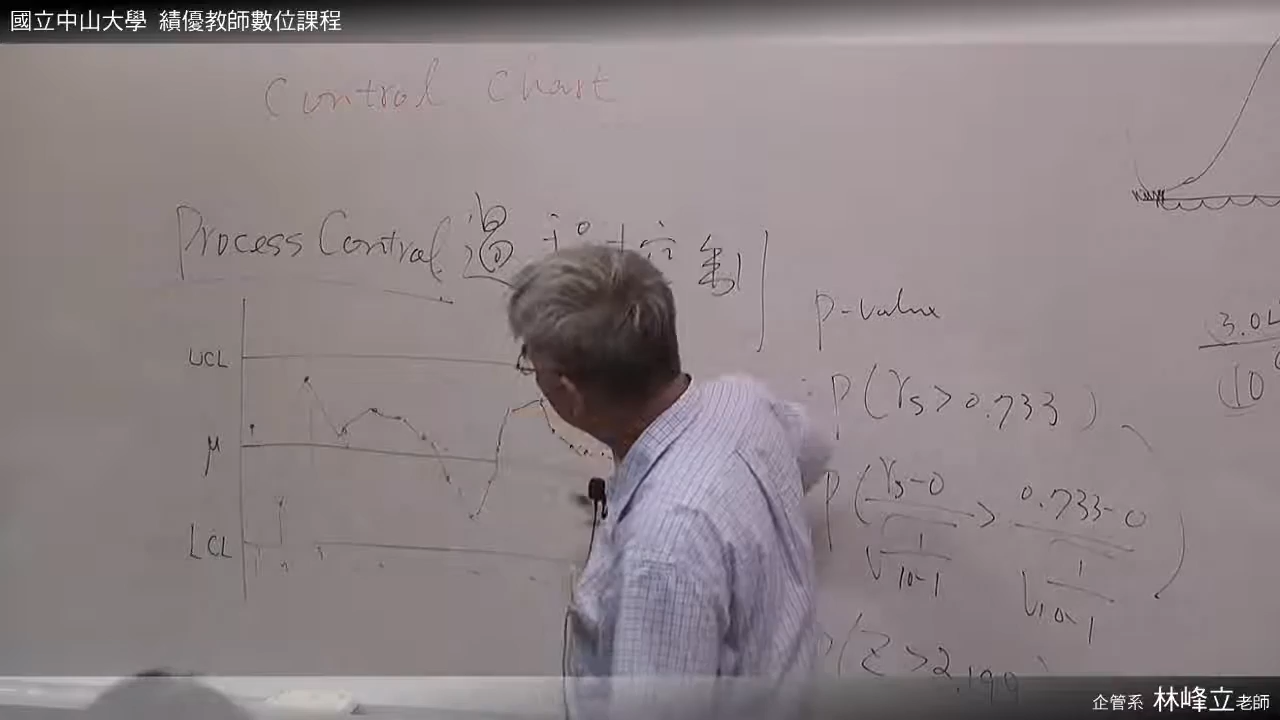 國立中山大學 績優教師數位課程
Control Chart
Process Control 過程控制
UCL
μ
LCL
p-value
P(rs > 0.733)
P(rs-0 / √1/10-1 > 0.733-0 / √1/10-1)
P(Z > 2.199)
企管系 林峰立老師